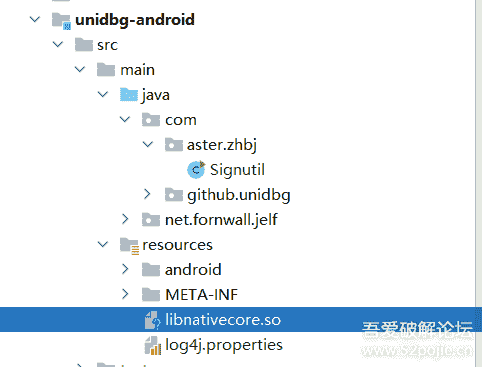 unidbg-android
src
main
java
com
aster.zhbj
Signutil
github.unidbg
net.fornwall.jelf
resources
android
META-INF
libnativecore.so
log4j.properties
吾爱破解论坛
www.52pojie.cn